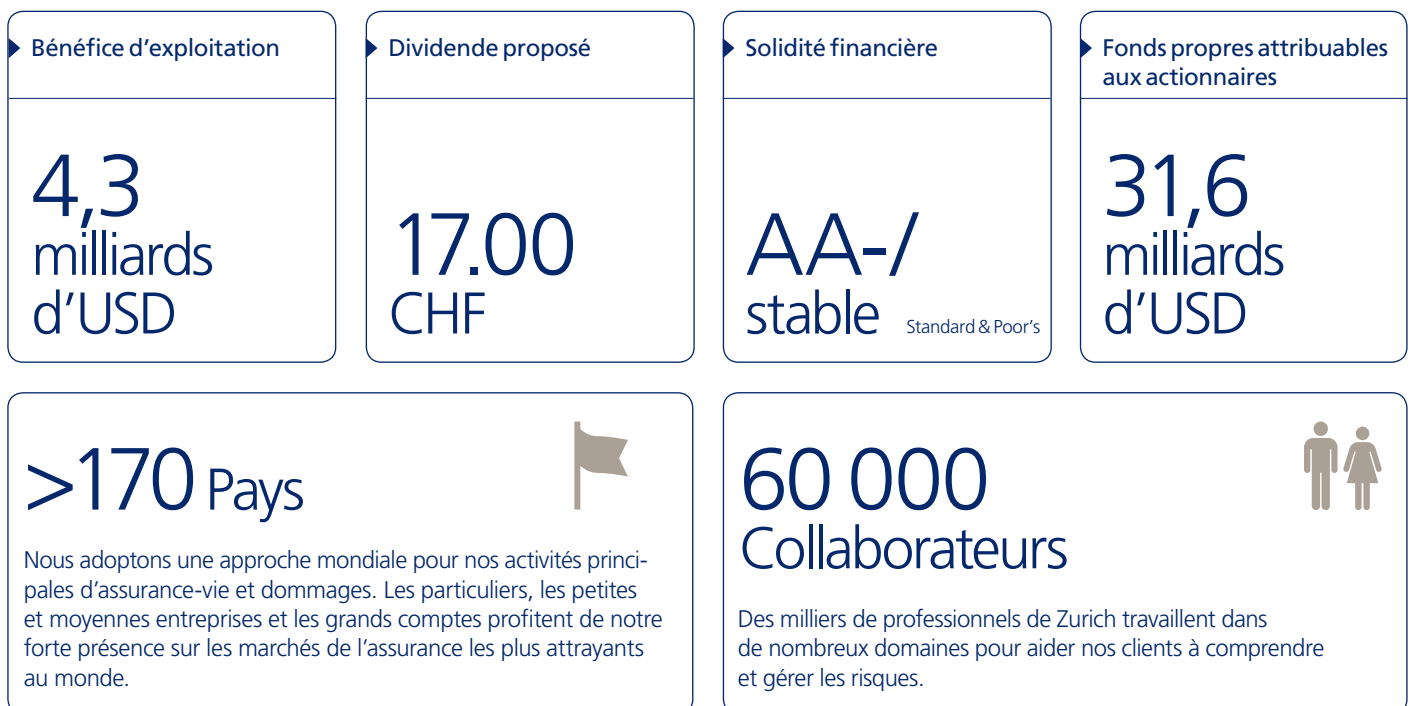 Bénéfice d'exploitation
4,3
milliards
d'USD
Dividende proposé
17.00
CHF
Solidité financière
AA-/
stable Standard & Poor's
Fonds propres attribuables
aux actionnaires
31,6
milliards
d'USD
>170 Pays
Nous adoptons une approche mondiale pour nos activités princi-
pales d'assurance-vie et dommages. Les particuliers, les petites
et moyennes entreprises et les grands comptes profitent de notre
forte présence sur les marchés de l'assurance les plus attrayants
au monde.
60 000
Collaborateurs
Des milliers de professionnels de Zurich travaillent dans
de nombreux domaines pour aider nos clients à comprendre
et gérer les risques.